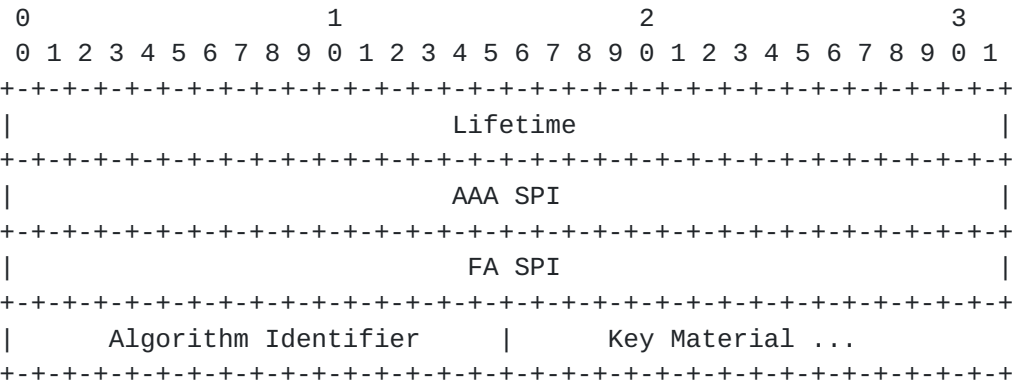 0                   1                   2                   3
 0 1 2 3 4 5 6 7 8 9 0 1 2 3 4 5 6 7 8 9 0 1 2 3 4 5 6 7 8 9 0 1
+-+-+-+-+-+-+-+-+-+-+-+-+-+-+-+-+-+-+-+-+-+-+-+-+-+-+-+-+-+-+-+-+
|                            Lifetime                           |
+-+-+-+-+-+-+-+-+-+-+-+-+-+-+-+-+-+-+-+-+-+-+-+-+-+-+-+-+-+-+-+-+
|                            AAA SPI                            |
+-+-+-+-+-+-+-+-+-+-+-+-+-+-+-+-+-+-+-+-+-+-+-+-+-+-+-+-+-+-+-+-+
|                             FA SPI                            |
+-+-+-+-+-+-+-+-+-+-+-+-+-+-+-+-+-+-+-+-+-+-+-+-+-+-+-+-+-+-+-+-+
|      Algorithm Identifier     |      Key Material ...
+-+-+-+-+-+-+-+-+-+-+-+-+-+-+-+-+-+-+-+-+-+-+-+-+-+-+-+-+-+-+-+-+